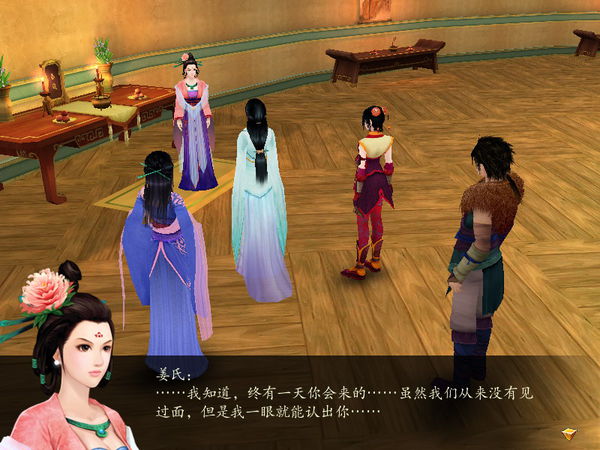 姜氏：
……我知道，终有一天你会来的……虽然我们从来没有见
过面，但是我一眼就能认出你……